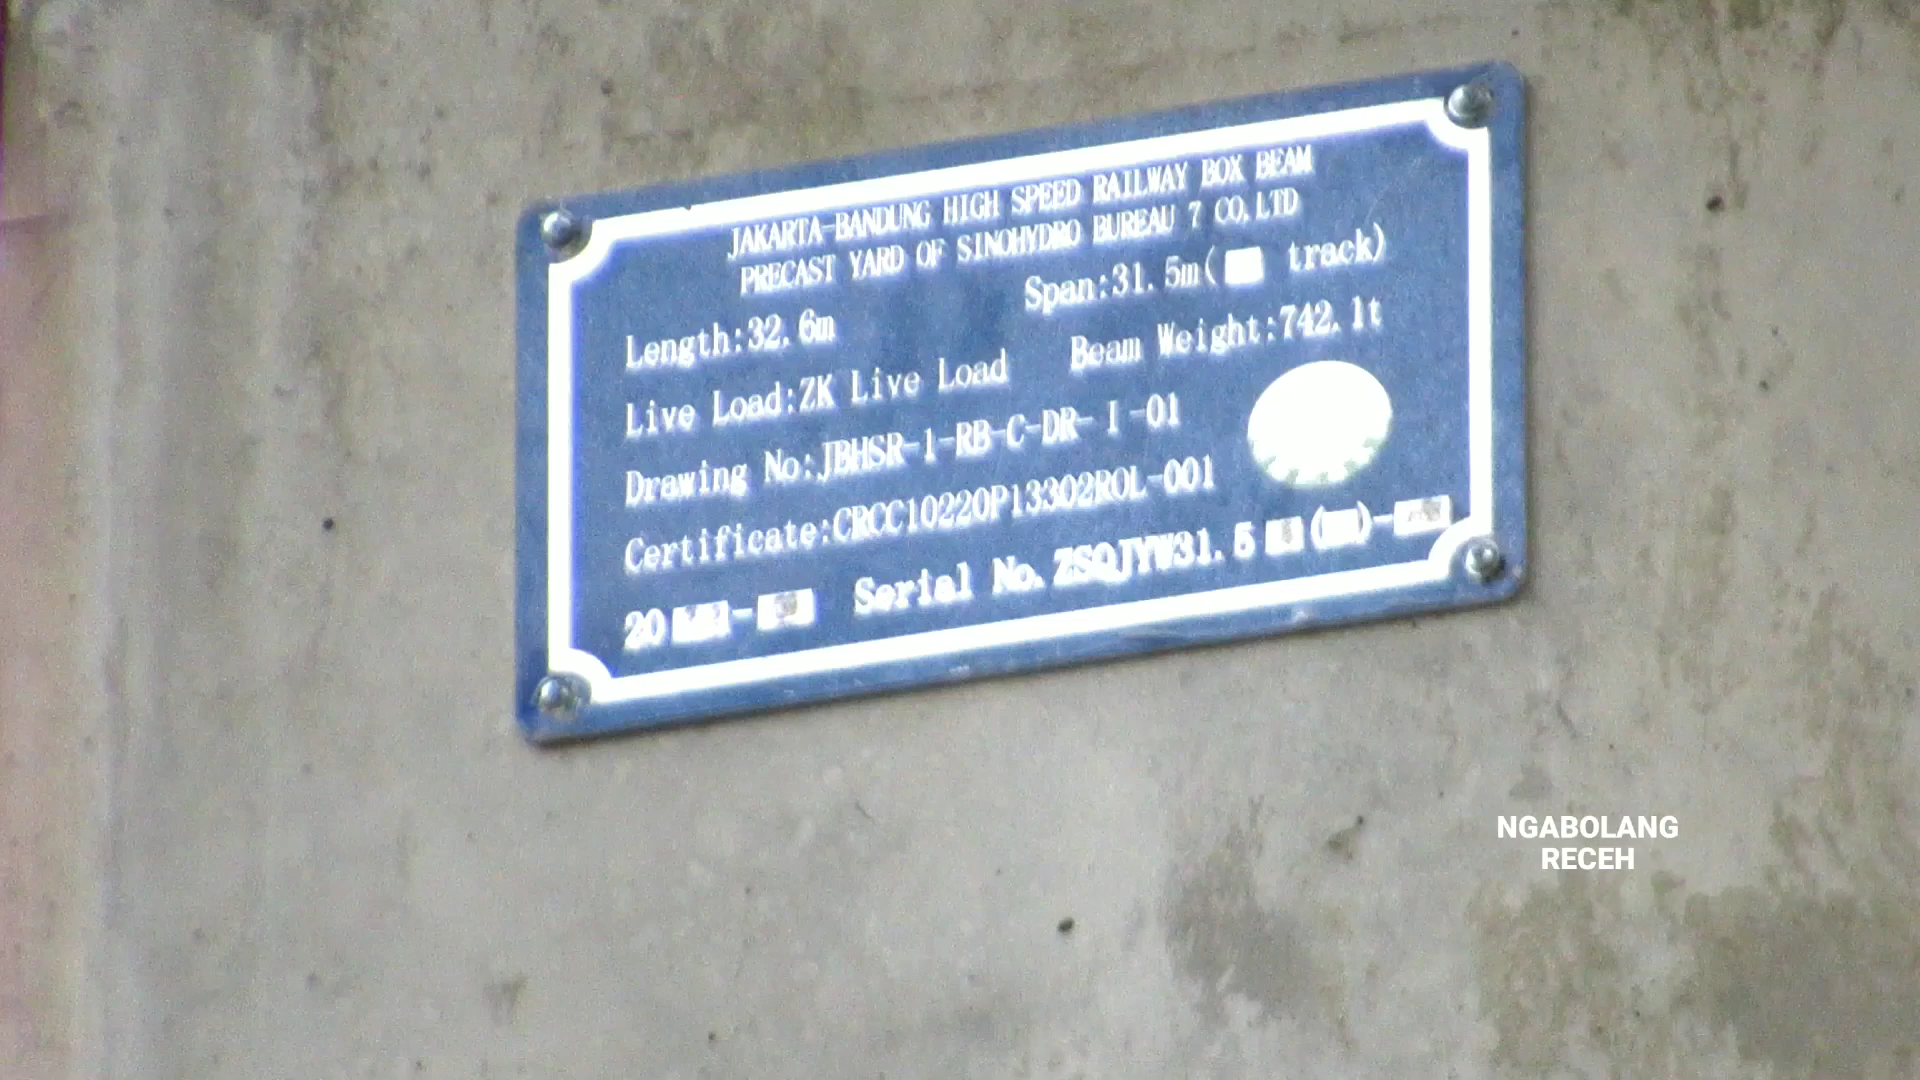 JAKARTA-BANDUNG HIGH SPEED RAILWAY BOX BEAM
PRECAST YARD OF SINOHYDRO BUREAU 7 CO,LTD
Length:32.6m Span:31.5m( track)
Live Load:ZK Live Load Beam Weight:742.1t
Drawing No:JBHSR-1-RB-C-DR-I-01
Certificate:CRCC10220P13302ROL-001
20 - Serial No. ZSQJYW31.5 ( )-
NGABOLANG
RECEH